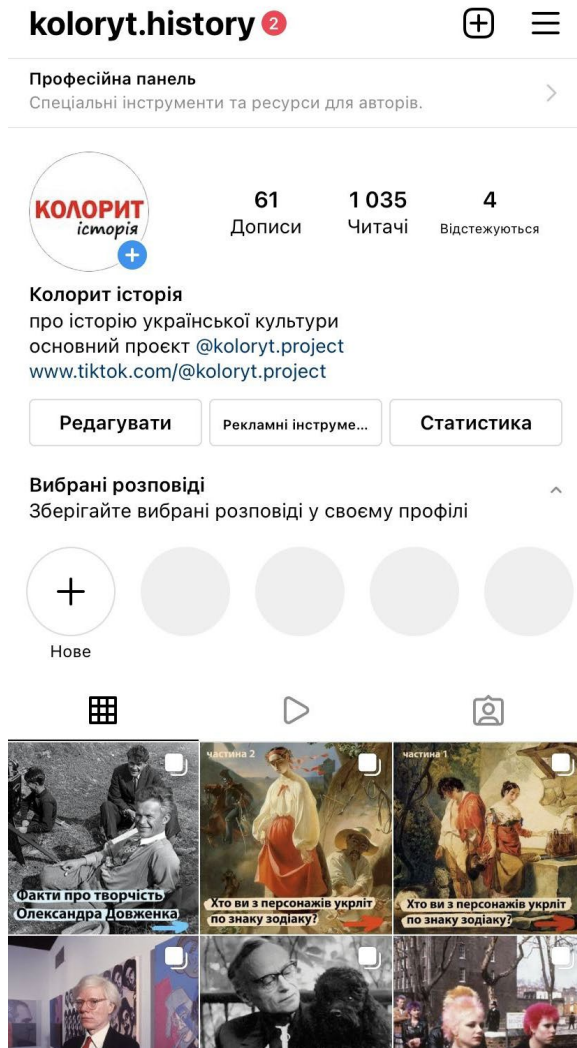 koloryt.history 2
Професійна панель
Спеціальні інструменти та ресурси для авторів.
КОЛОРИТ
історія
61
Дописи
1 035
Читачі
4
Відстежуються
Колорит історія
про історію української культури
основний проєкт @koloryt.project
www.tiktok.com/@koloryt.project
Редагувати
Рекламні інструме...
Статистика
Вибрані розповіді
Зберігайте вибрані розповіді у своєму профілі
Нове
Факти про творчість
Олександра Довженка
частина 2
Хто ви з персонажів укрліт
по знаку зодіаку?
частина 1
Хто ви з персонажів укрліт
по знаку зодіаку?